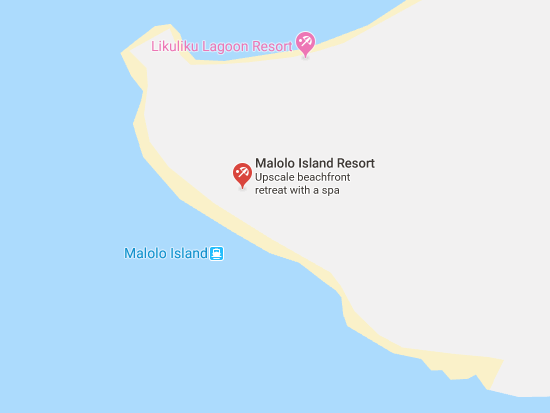 Likuliku Lagoon Resort
Malolo Island Resort
Upscale beachfront
retreat with a spa
Malolo Island